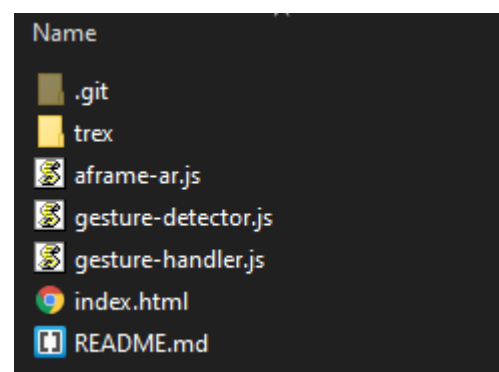 Name
.git
trex
aframe-ar.js
gesture-detector.js
gesture-handler.js
index.html
README.md